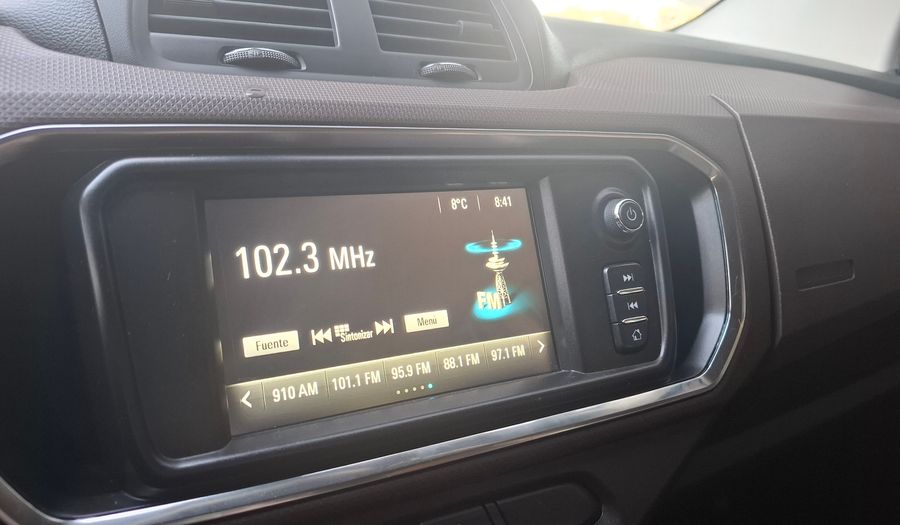 8°C 8:41
102.3 MHz
FM
Fuente Sintonizar Menú
910 AM 101.1 FM 95.9 FM 88.1 FM 97.1 FM